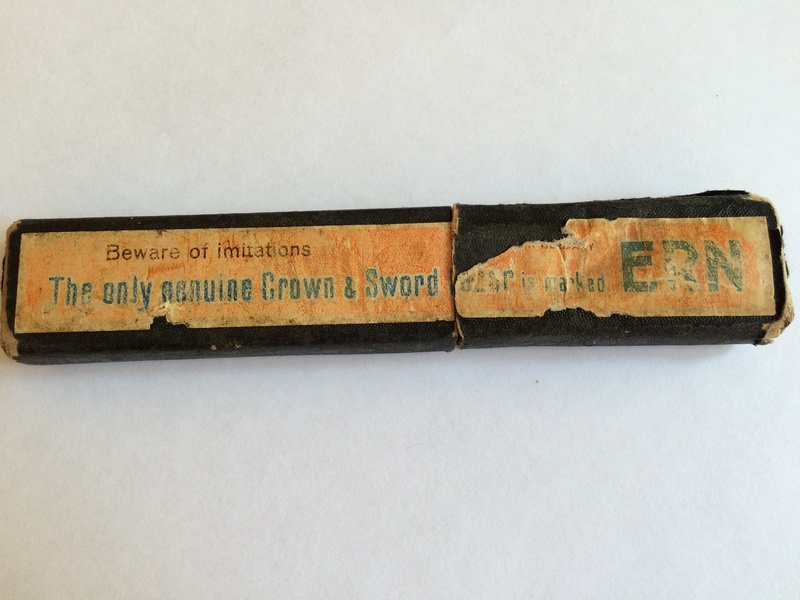 Beware of imitations
The only genuine Crown & Sword
is marked
ERN